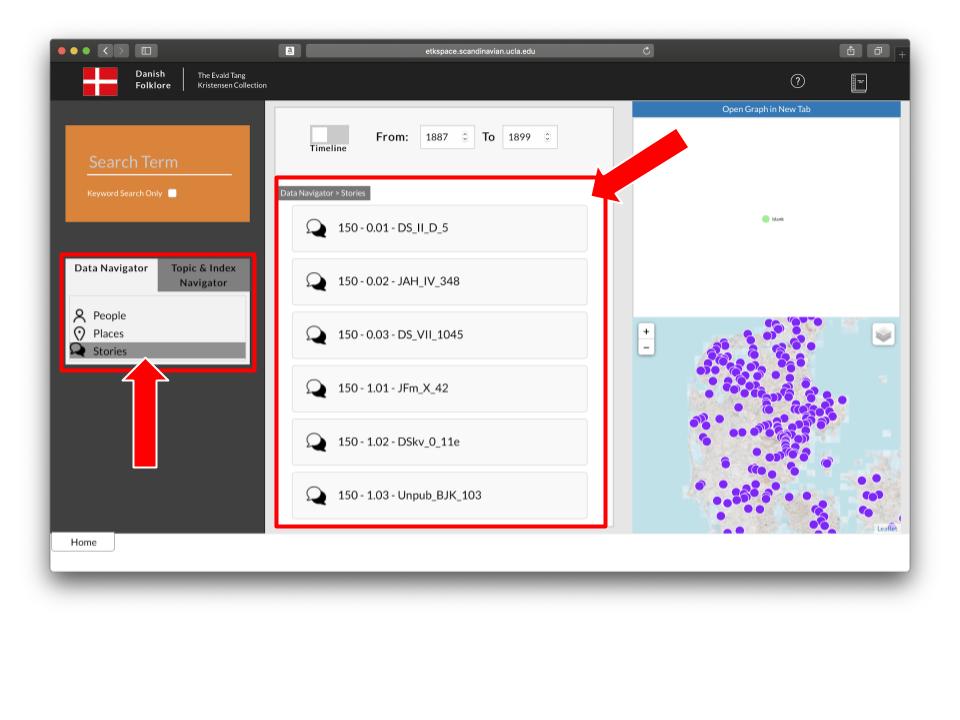 etkspace.scandinavian.ucla.edu
Danish
Folklore
The Evald Tang
Kristensen Collection
Search Term
Keyword Search Only
Data Navigator
Topic & Index
Navigator
People
Places
Stories
Timeline
From: 1887 To 1899
Data Navigator > Stories
150 - 0.01 - DS_II_D_5
150 - 0.02 - JAH_IV_348
150 - 0.03 - DS_VII_1045
150 - 1.01 - JFm_X_42
150 - 1.02 - DSkv_0_11e
150 - 1.03 - Unpub_BJK_103
Open Graph in New Tab
blank
+
−
Leaflet
Home